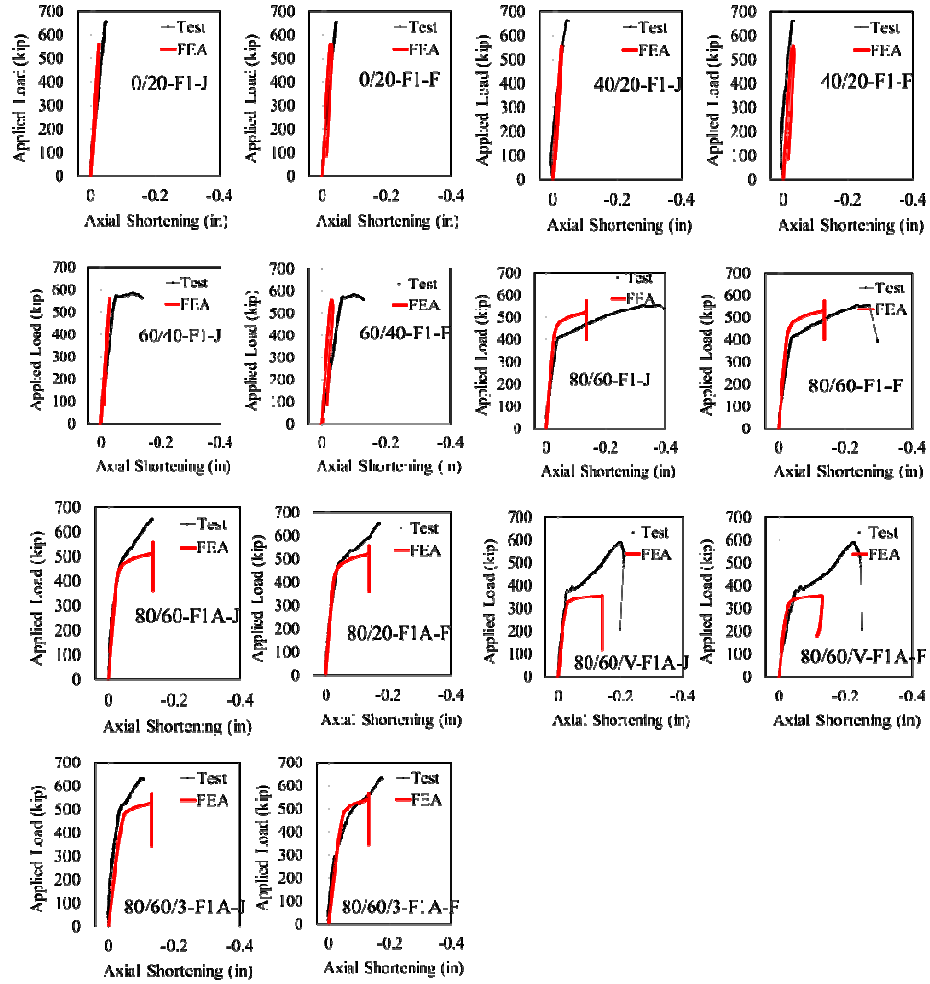 700
600
500
400
300
200
100
0
Applied Load (kip)
Test
FEA
0/20-F1-J
0 -0.2 -0.4
Axial Shortening (in)
700
600
500
400
300
200
100
0
Applied Load (kip)
Test
FEA
0/20-F1-F
0 -0.2 -0.4
Axial Shortening (in)
700
600
500
400
300
200
100
0
Applied Load (kip)
Test
FEA
40/20-F1-J
0 -0.2 -0.4
Axial Shortening (in)
700
600
500
400
300
200
100
0
Applied Load (kip)
Test
FEA
40/20-F1-F
0 -0.2 -0.4
Axial Shortening (in)
700
600
500
400
300
200
100
0
Applied Load (kip)
Test
FEA
60/40-F1-J
0 -0.2 -0.4
Axial Shortening (in)
700
600
500
400
300
200
100
0
Applied Load (kip)
Test
FEA
60/40-F1-F
0 -0.2 -0.4
Axial Shortening (in)
700
600
500
400
300
200
100
0
Applied Load (kip)
Test
FEA
80/60-F1-J
0 -0.2 -0.4
Axial Shortening (in)
700
600
500
400
300
200
100
0
Applied Load (kip)
Test
FEA
80/60-F1-F
0 -0.2 -0.4
Axial Shortening (in)
700
600
500
400
300
200
100
0
Applied Load (kip)
Test
FEA
80/60-F1A-J
0 -0.2 -0.4
Axial Shortening (in)
700
600
500
400
300
200
100
0
Applied Load (kip)
Test
FEA
80/20-F1A-F
0 -0.2 -0.4
Axial Shortening (in)
700
600
500
400
300
200
100
0
Applied Load (kip)
Test
FEA
80/60/V-F1A-J
0 -0.2 -0.4
Axial Shortening (in)
700
600
500
400
300
200
100
0
Applied Load (kip)
Test
FEA
80/60/V-F1A-F
0 -0.2 -0.4
Axial Shortening (in)
700
600
500
400
300
200
100
0
Applied Load (kip)
Test
FEA
80/60/3-F1A-J
0 -0.2 -0.4
Axial Shortening (in)
700
600
500
400
300
200
100
0
Applied Load (kip)
Test
FEA
80/60/3-F1A-F
0 -0.2 -0.4
Axial Shortening (in)